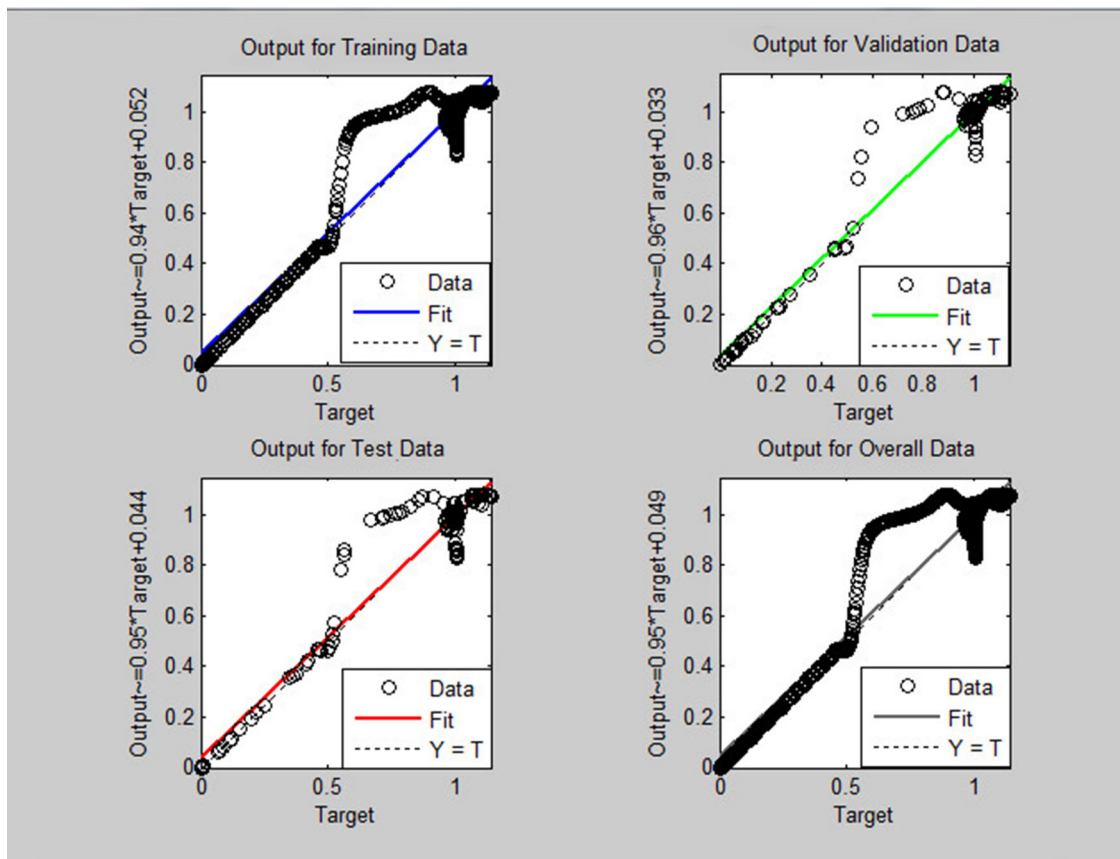 Output for Training Data
Output~=0.94*Target+0.052
1
0.8
0.6
0.4
0.2
0
0
0.5
1
Target
Data
Fit
Y = T
Output for Validation Data
Output~=0.96*Target+0.033
1
0.8
0.6
0.4
0.2
0
0.2
0.4
0.6
0.8
1
Target
Data
Fit
Y = T
Output for Test Data
Output~=0.95*Target+0.044
1
0.8
0.6
0.4
0.2
0
0
0.5
1
Target
Data
Fit
Y = T
Output for Overall Data
Output~=0.95*Target+0.049
1
0.8
0.6
0.4
0.2
0
0
0.5
1
Target
Data
Fit
Y = T